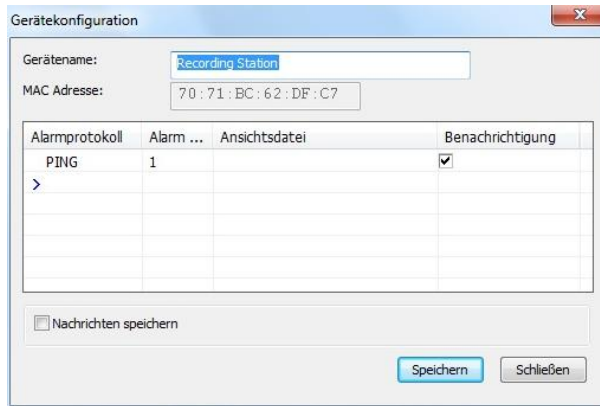 Gerätekonfiguration
Gerätename: Recording Station
MAC Adresse: 70:71:BC:62:DF:C7
Alarmprotokoll Alarm ... Ansichtsdatei Benachrichtigung
PING 1
>
Nachrichten speichern
Speichern Schließen